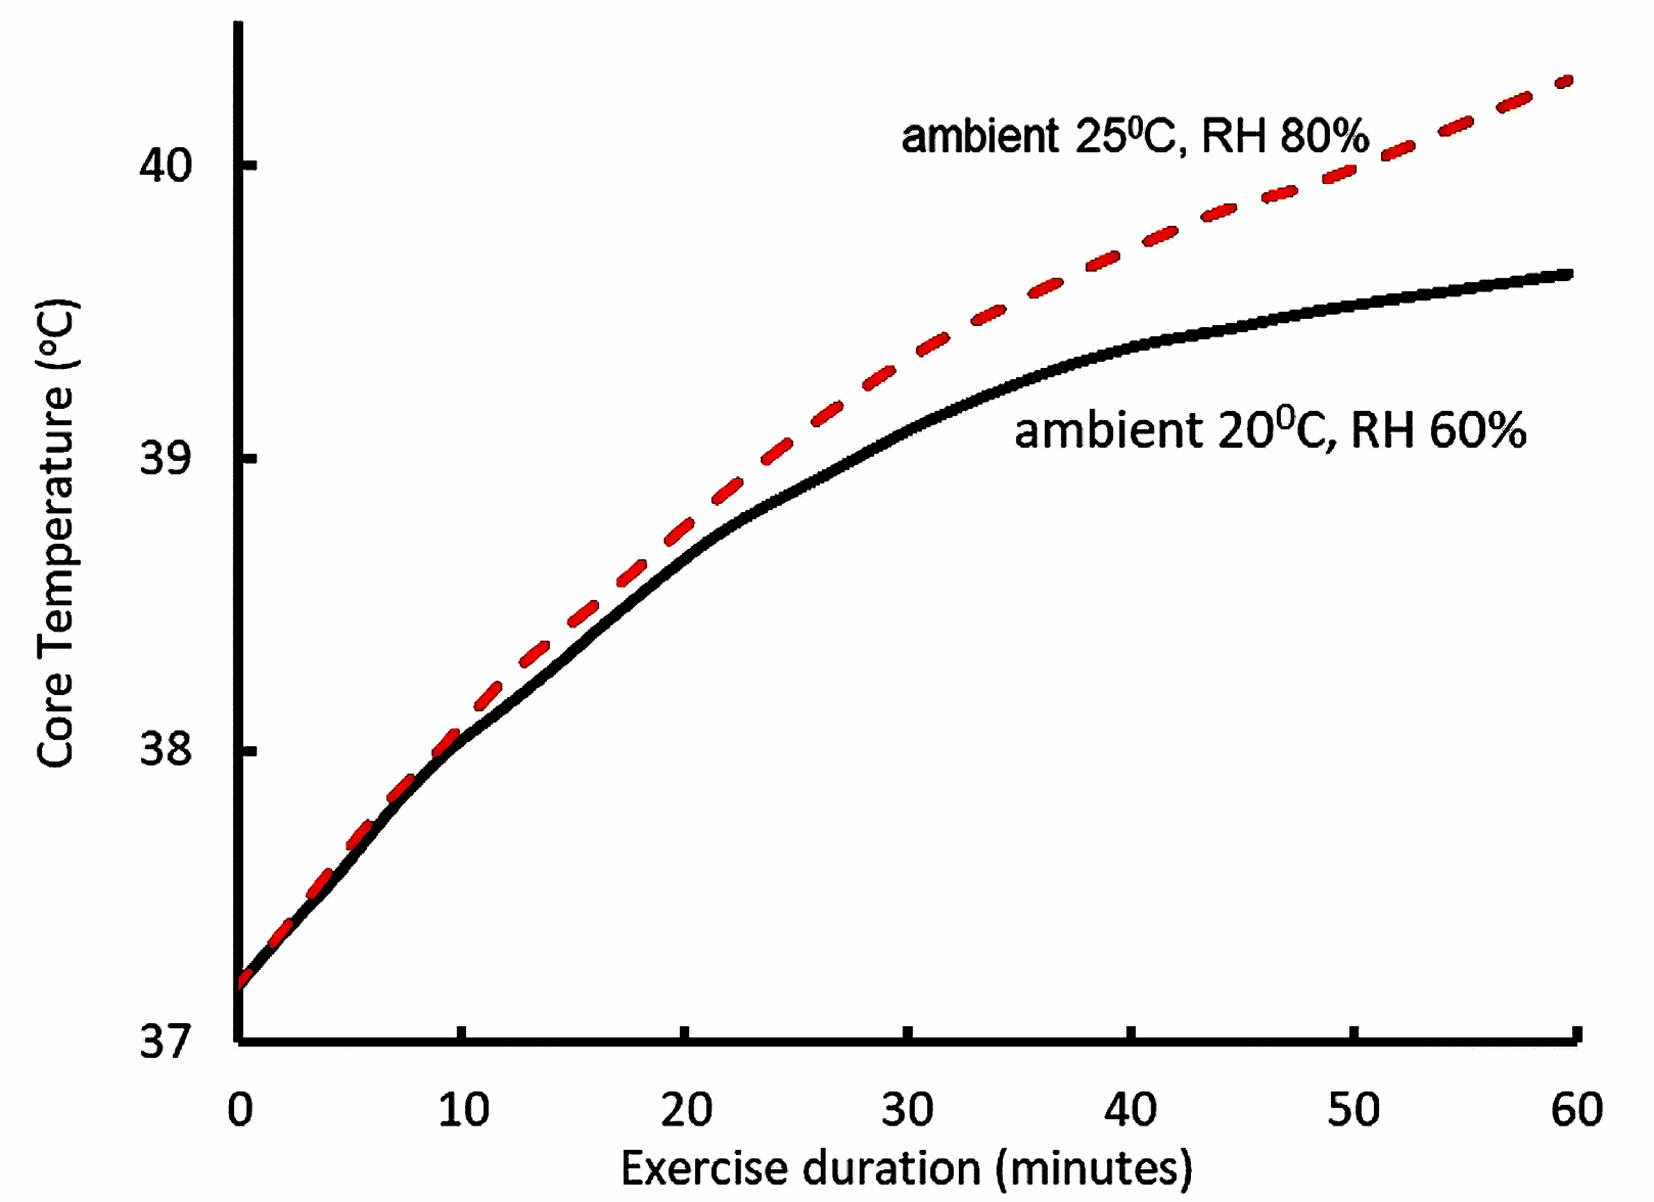 ambient 25⁰C, RH 80%
40
ambient 20⁰C, RH 60%
39
38
37
Core Temperature (ºC)
0 10 20 30 40 50 60
Exercise duration (minutes)